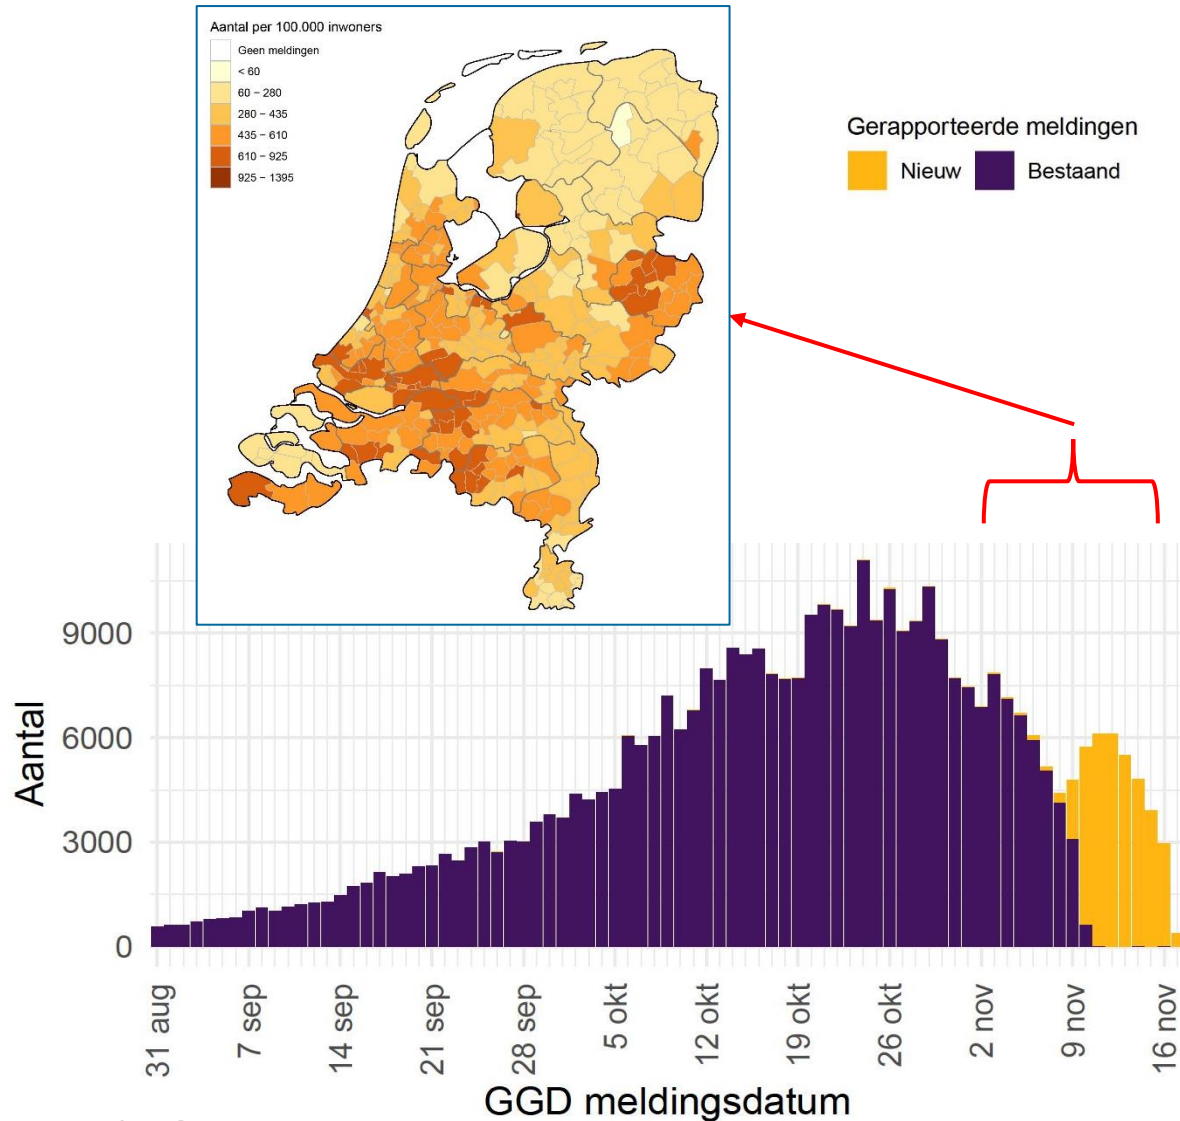 Aantal per 100.000 inwoners
Geen meldingen
< 60
60 – 280
280 – 435
435 – 610
610 – 925
925 – 1395
Gerapporteerde meldingen
Nieuw
Bestaand
Aantal
9000
6000
3000
0
31 aug
7 sep
14 sep
21 sep
28 sep
5 okt
12 okt
19 okt
26 okt
2 nov
9 nov
16 nov
GGD meldingsdatum